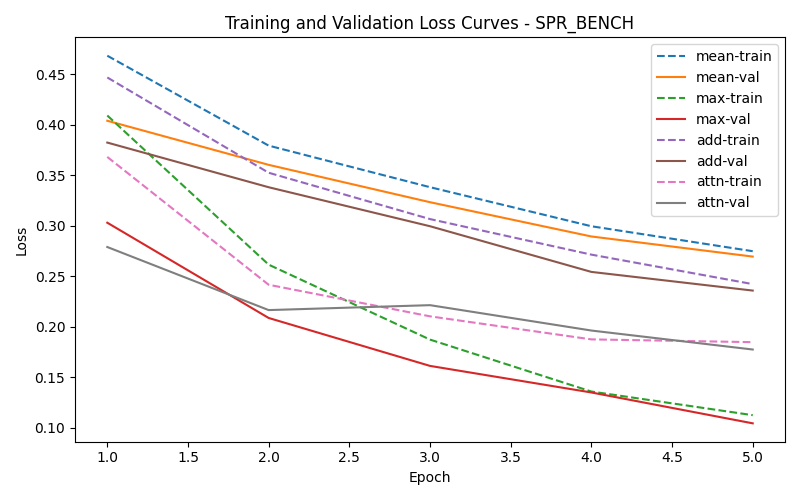 Training and Validation Loss Curves - SPR_BENCH
mean-train
mean-val
max-train
max-val
add-train
add-val
attn-train
attn-val
Loss
0.45
0.40
0.35
0.30
0.25
0.20
0.15
0.10
1.0 1.5 2.0 2.5 3.0 3.5 4.0 4.5 5.0
Epoch